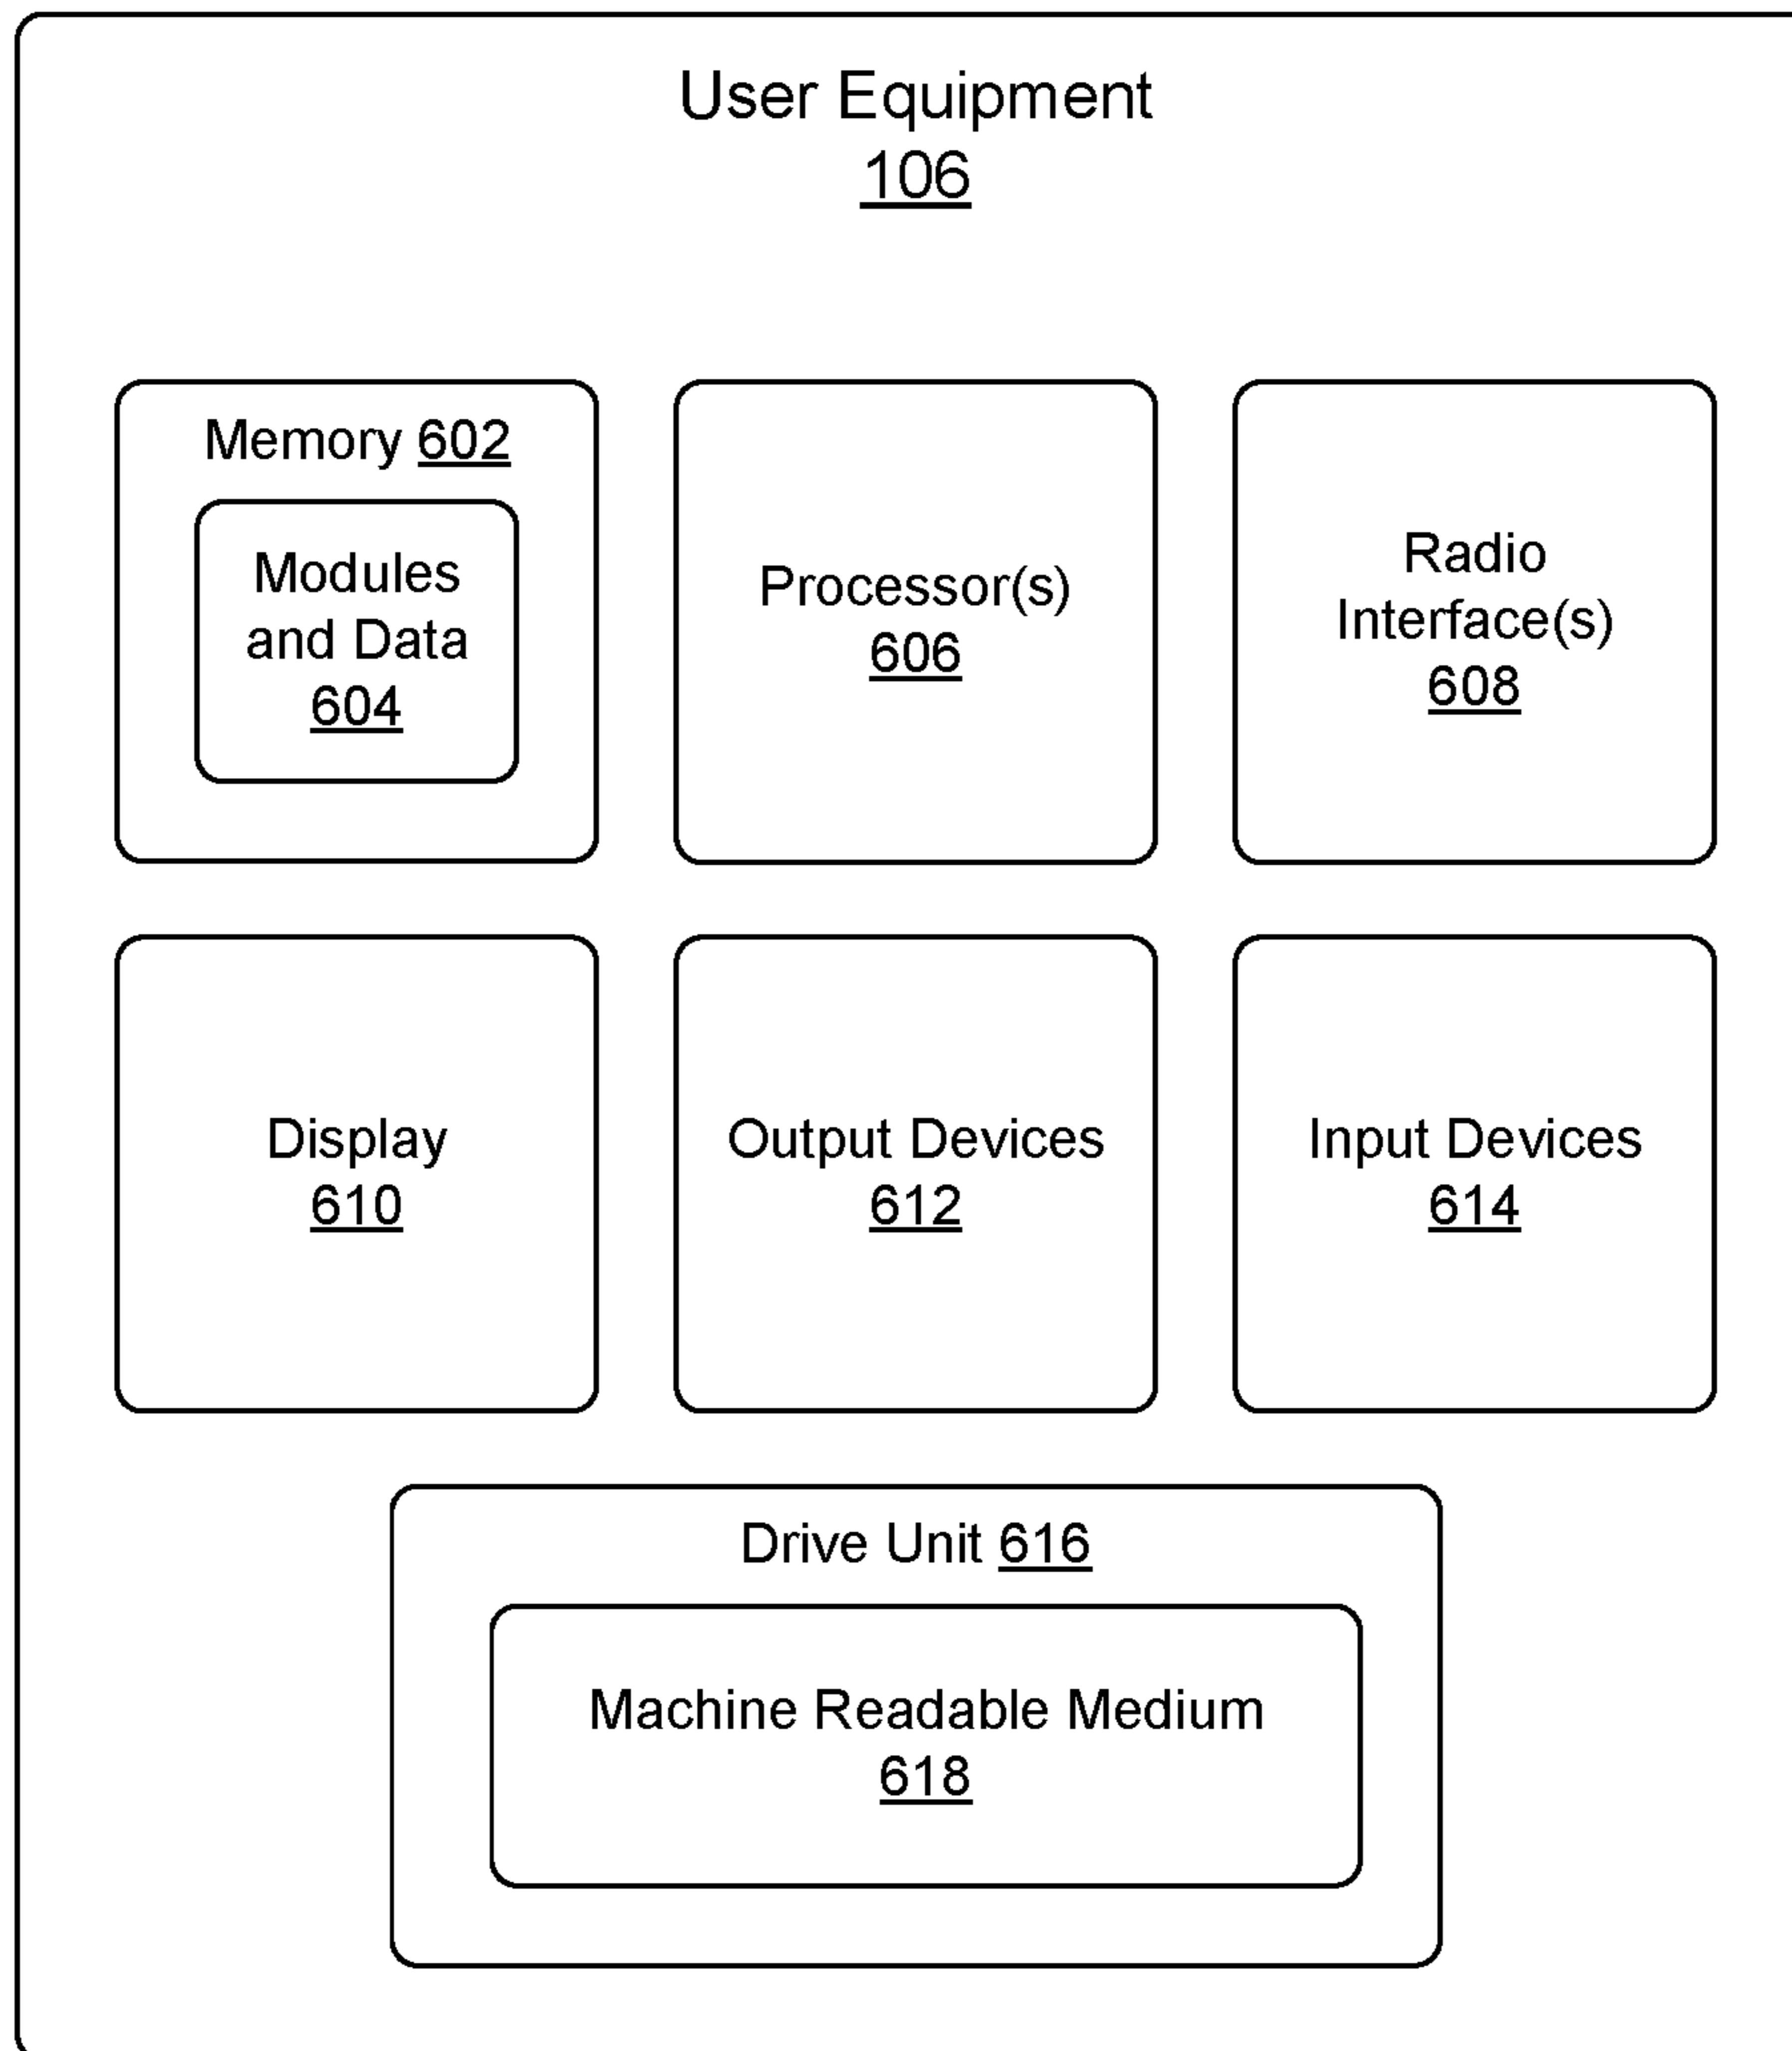 User Equipment
106
Memory 602
Modules
and Data
604
Processor(s)
606
Radio
Interface(s)
608
Display
610
Output Devices
612
Input Devices
614
Drive Unit 616
Machine Readable Medium
618